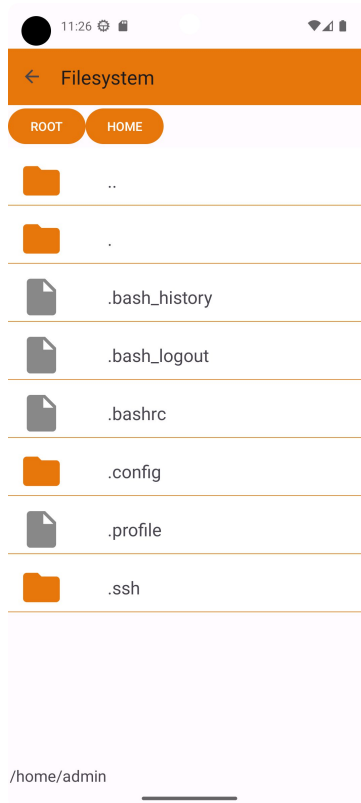 11:26
Filesystem
ROOT HOME
..
.
.bash_history
.bash_logout
.bashrc
.config
.profile
.ssh
/home/admin